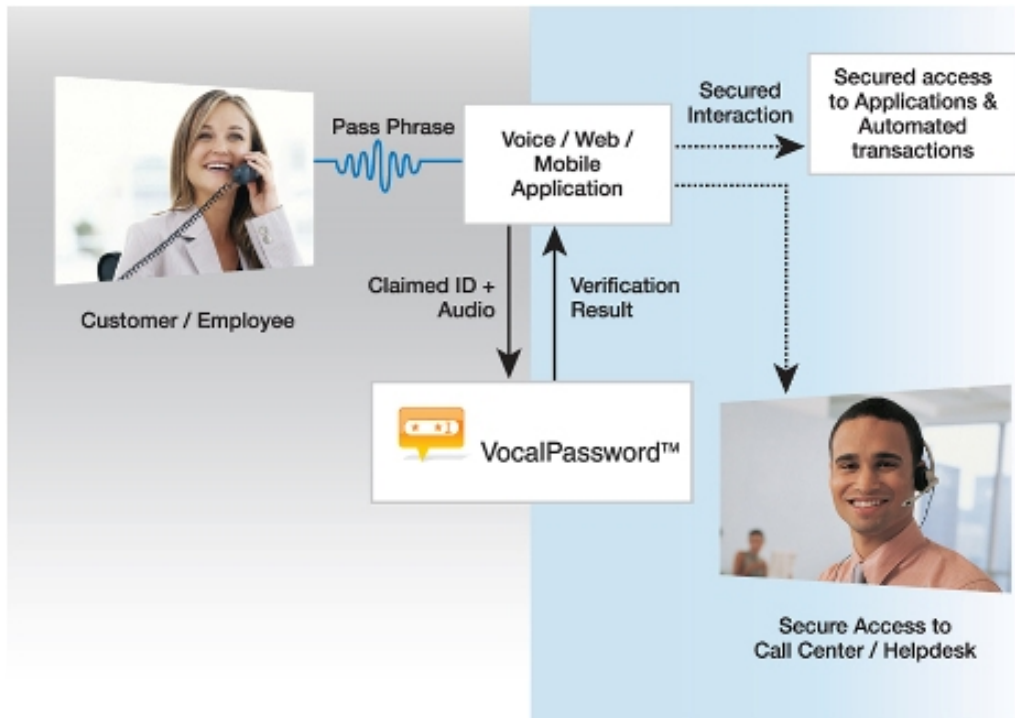 Pass Phrase
Voice / Web /
Mobile
Application
Secured
Interaction
Secured access
to Applications &
Automated
transactions
Customer / Employee
Claimed ID +
Audio
Verification
Result
* *1
VocalPassword™
Secure Access to
Call Center / Helpdesk